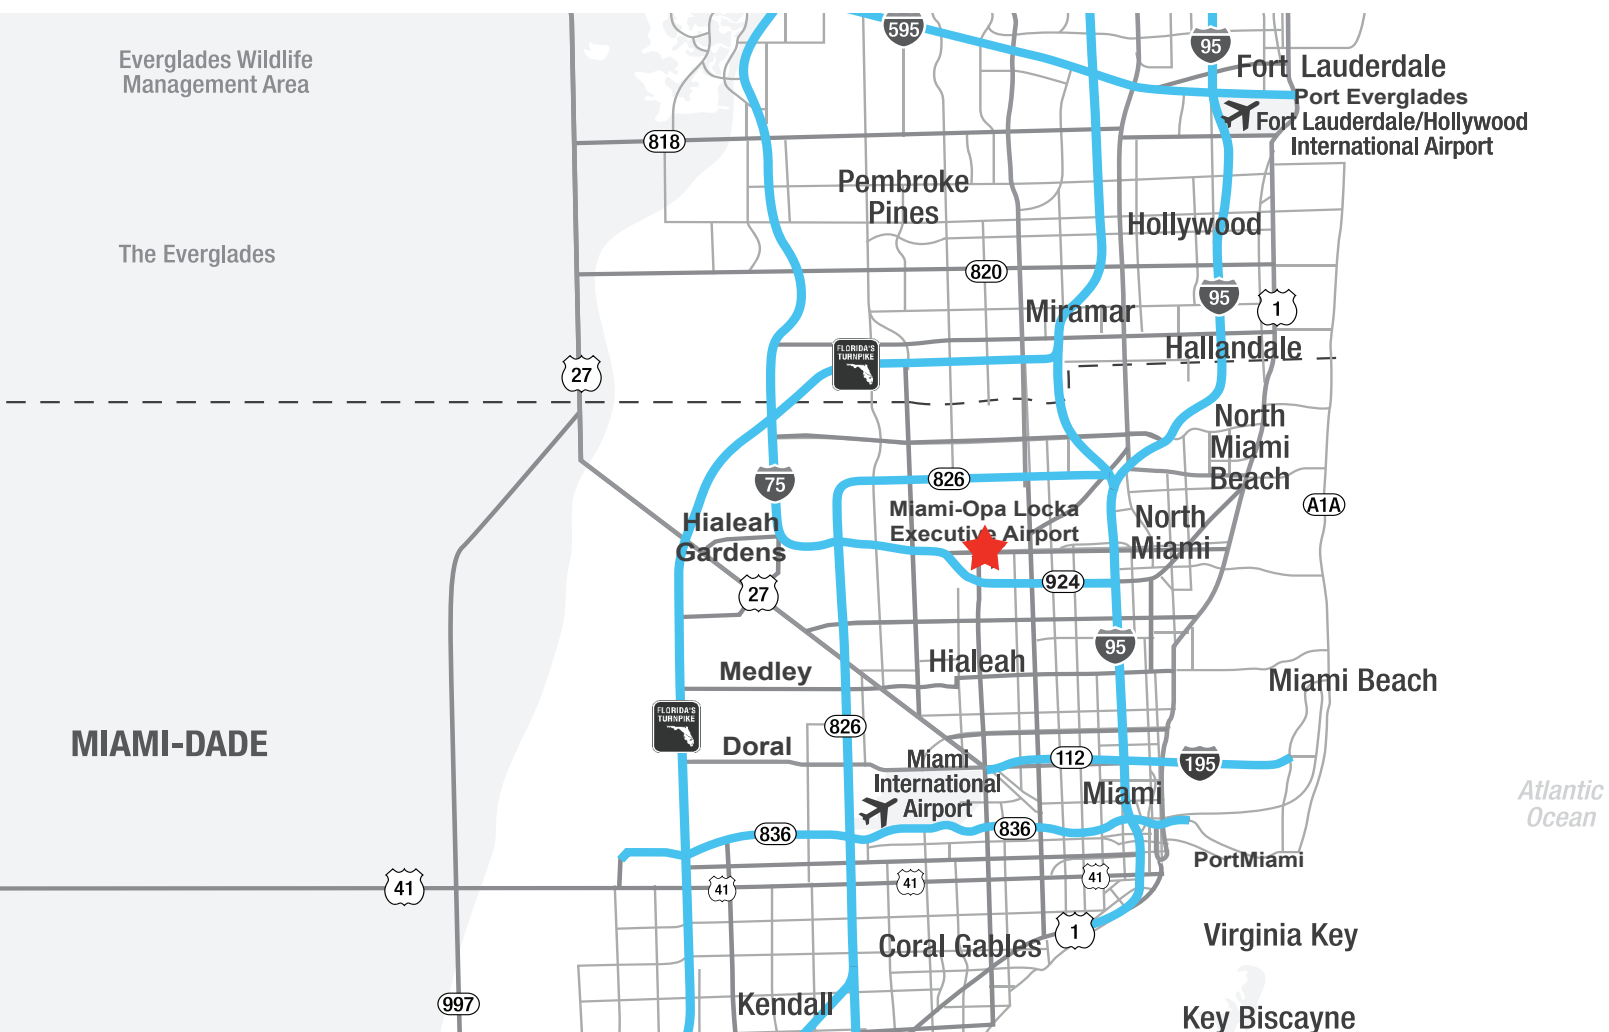 595
95
Everglades Wildlife
Management Area
Fort Lauderdale
Port Everglades
Fort Lauderdale/Hollywood
International Airport
818
1
Pembroke
Pines
Hollywood
The Everglades
820
95
Miramar
FLORIDA'S
TURNPIKE
Hallandale
27
North
Miami
Beach
826
75
A1A
Miami-Opa Locka
Executive Airport
North
Miami
Hialeah
Gardens
924
27
95
Hialeah
Medley
Miami Beach
FLORIDA'S
TURNPIKE
826
MIAMI-DADE
Doral
112
195
Miami
International
Airport
Miami
Atlantic
Ocean
836
836
PortMiami
41
41
41
41
1
Virginia Key
Coral Gables
997
Kendall
Key Biscayne